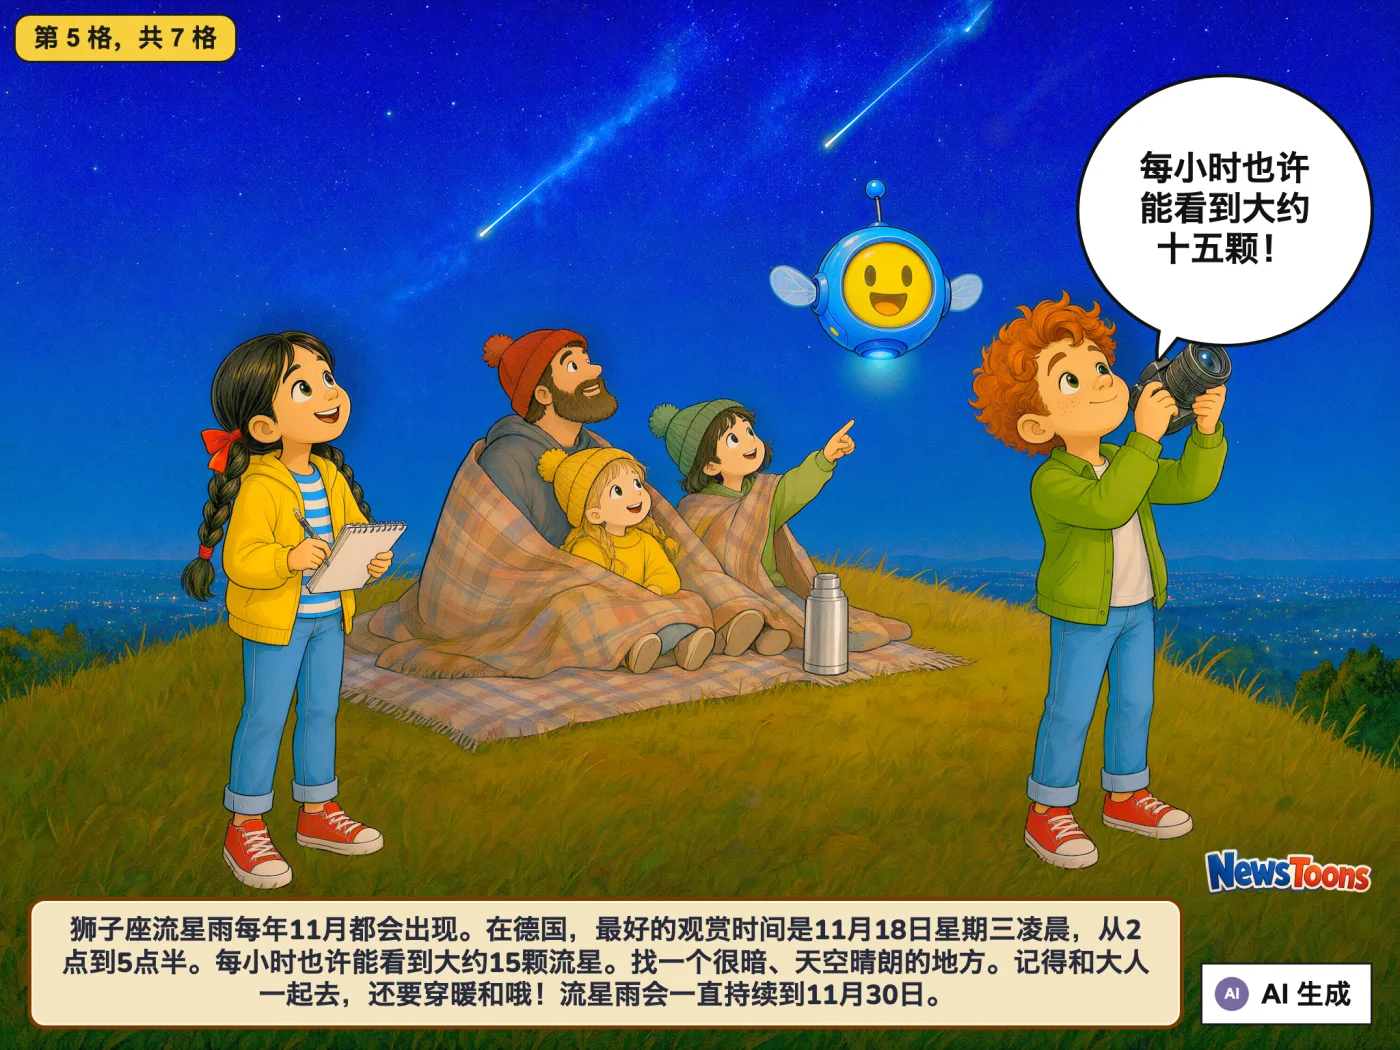 第 5 格，共 7 格
每小时也许
能看到大约
十五颗！
NewsToons
狮子座流星雨每年11月都会出现。在德国，最好的观赏时间是11月18日星期三凌晨，从2
点到5点半。每小时也许能看到大约15颗流星。找一个很暗、天空晴朗的地方。记得和大人
一起去，还要穿暖和哦！流星雨会一直持续到11月30日。
AI AI 生成